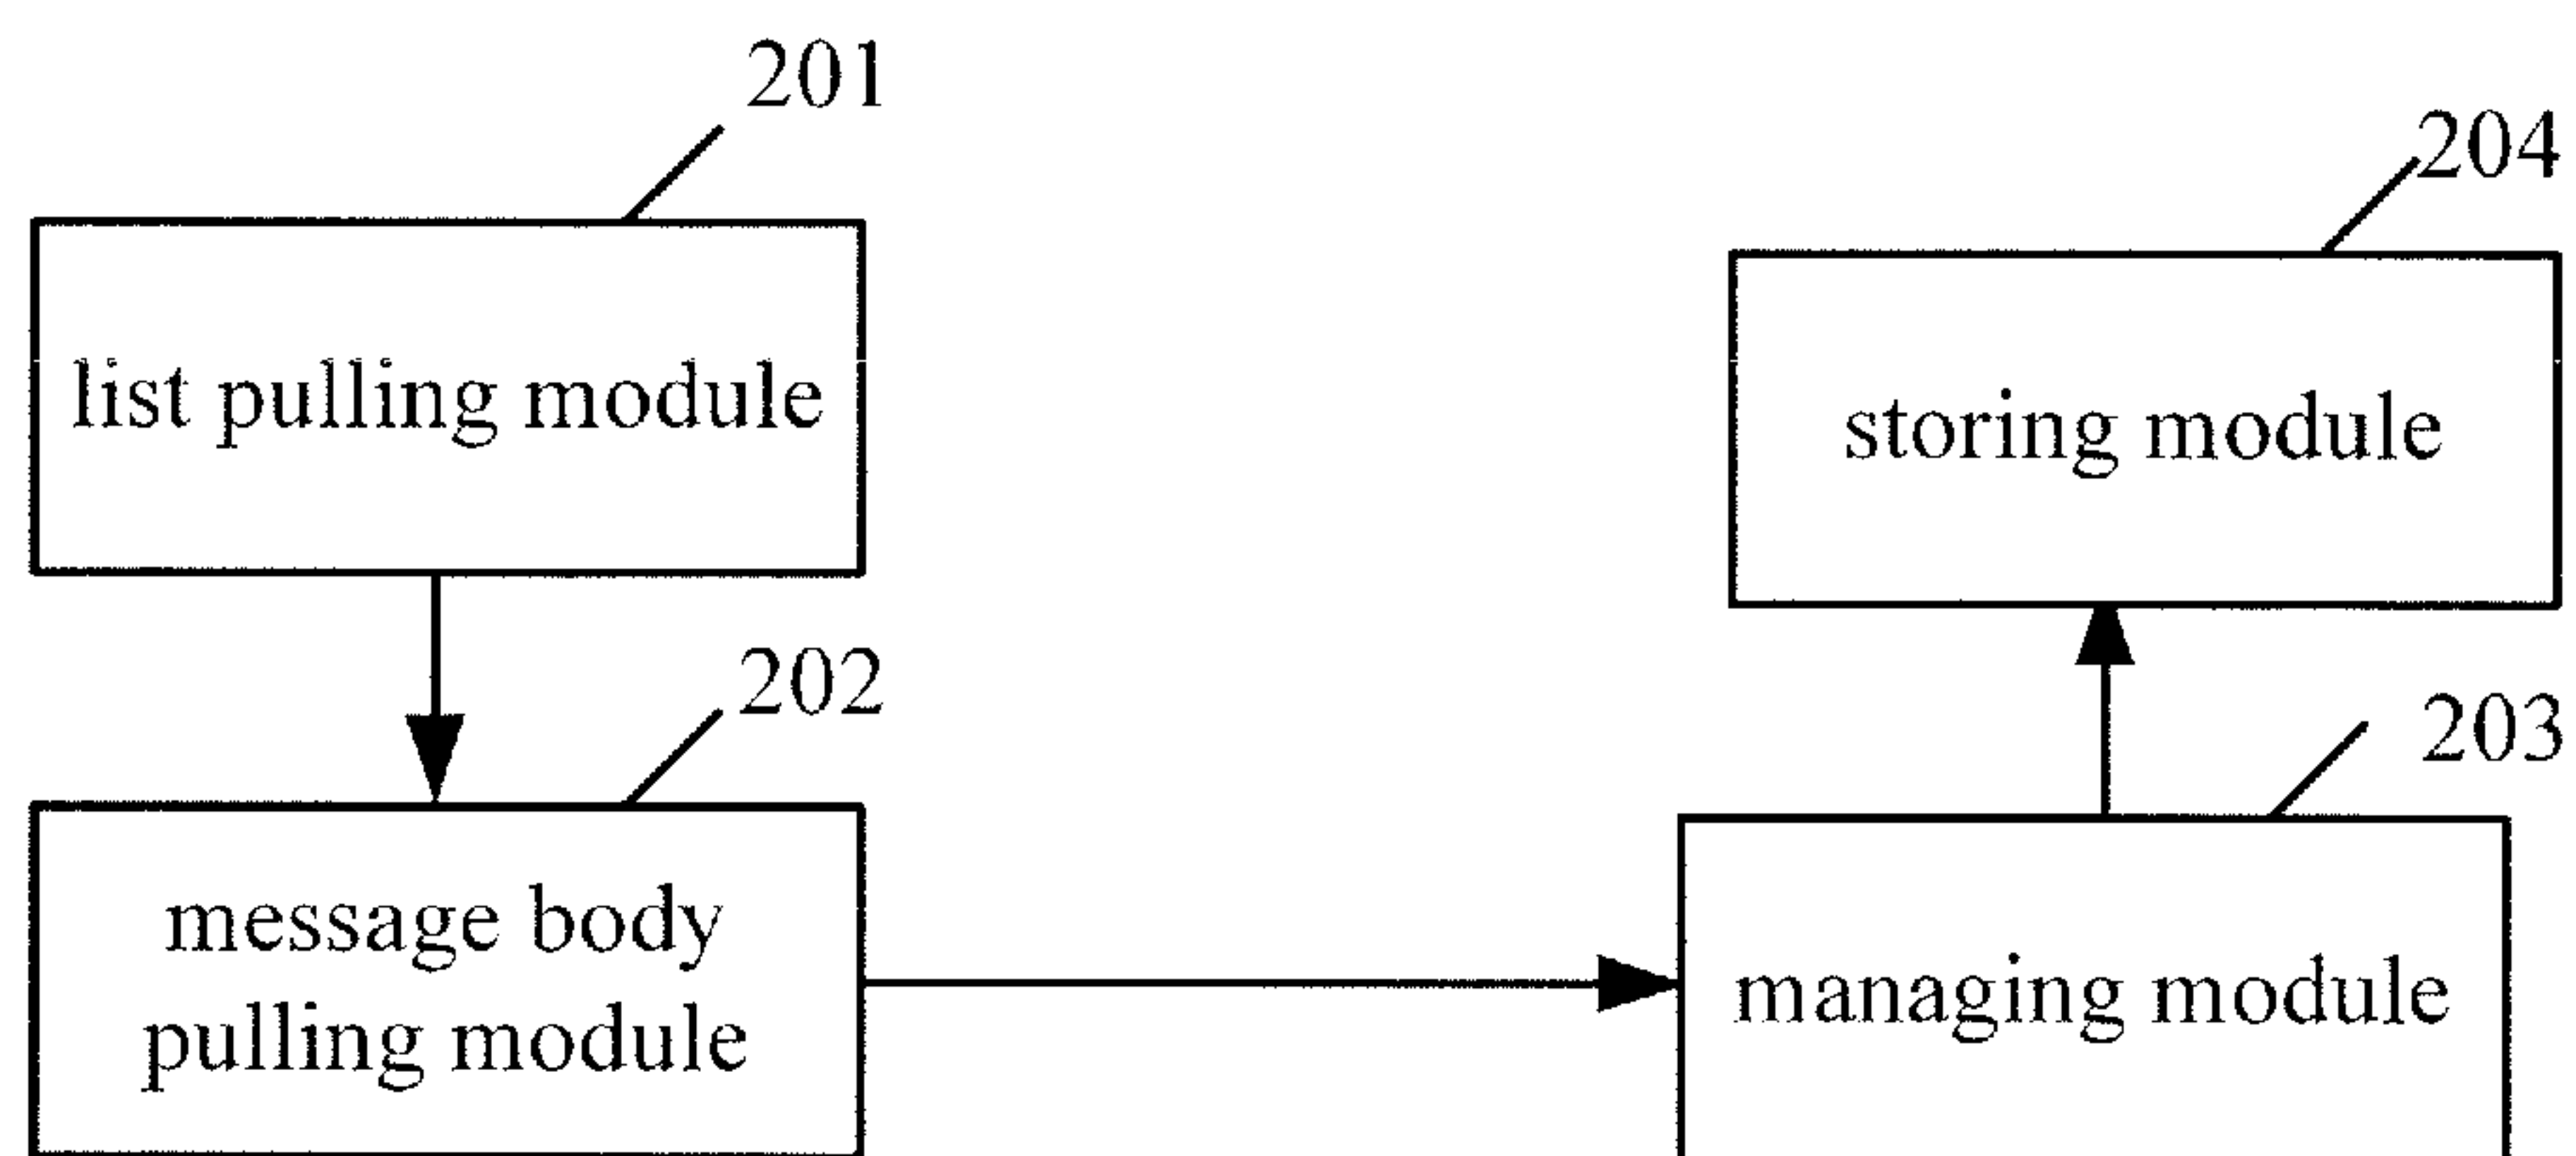 201
list pulling module
204
storing module
202
message body
pulling module
203
managing module